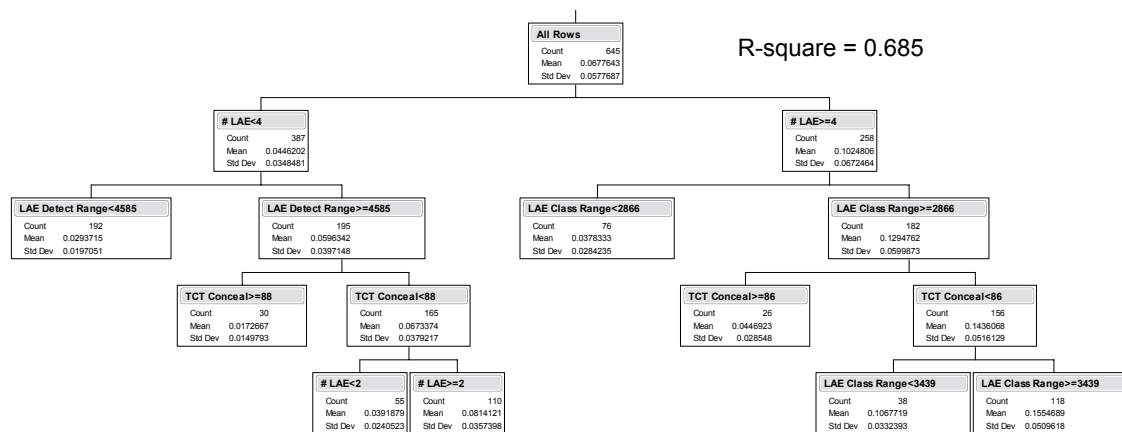 All Rows
Count 645
Mean 0.0677643
Std Dev 0.0577687
R-square = 0.685
# LAE<4
Count 387
Mean 0.0446202
Std Dev 0.0348481
# LAE>=4
Count 258
Mean 0.1024806
Std Dev 0.0672464
LAE Detect Range<4585
Count 192
Mean 0.0293715
Std Dev 0.0197051
LAE Detect Range>=4585
Count 195
Mean 0.0596342
Std Dev 0.0397148
LAE Class Range<2866
Count 76
Mean 0.0378333
Std Dev 0.0284235
LAE Class Range>=2866
Count 182
Mean 0.1294762
Std Dev 0.0599873
TCT Conceal>=88
Count 30
Mean 0.0172667
Std Dev 0.0149793
TCT Conceal<88
Count 165
Mean 0.0673374
Std Dev 0.0379217
TCT Conceal>=86
Count 26
Mean 0.0446923
Std Dev 0.028548
TCT Conceal<86
Count 156
Mean 0.1436068
Std Dev 0.0516129
# LAE<2
Count 55
Mean 0.0391879
Std Dev 0.0240523
# LAE>=2
Count 110
Mean 0.0814121
Std Dev 0.0357398
LAE Class Range<3439
Count 38
Mean 0.1067719
Std Dev 0.0332393
LAE Class Range>=3439
Count 118
Mean 0.1554689
Std Dev 0.0509618